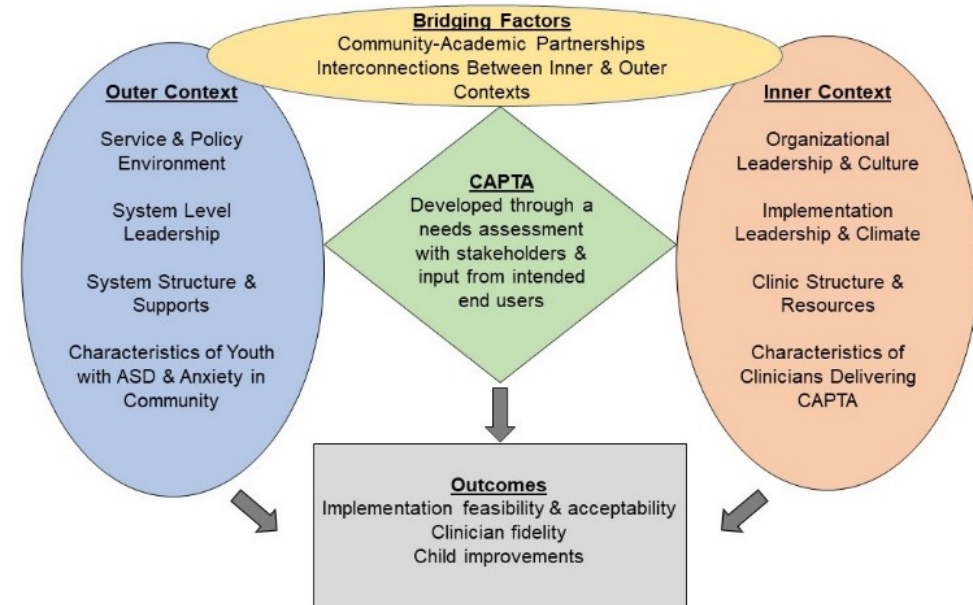 Bridging Factors
Community-Academic Partnerships
Interconnections Between Inner & Outer
Contexts
Outer Context
Service & Policy
Environment
System Level
Leadership
System Structure &
Supports
Characteristics of Youth
with ASD & Anxiety in
Community
CAPTA
Developed through a
needs assessment
with stakeholders &
input from intended
end users
Inner Context
Organizational
Leadership & Culture
Implementation
Leadership & Climate
Clinic Structure &
Resources
Characteristics of
Clinicians Delivering
CAPTA
Outcomes
Implementation feasibility & acceptability
Clinician fidelity
Child improvements